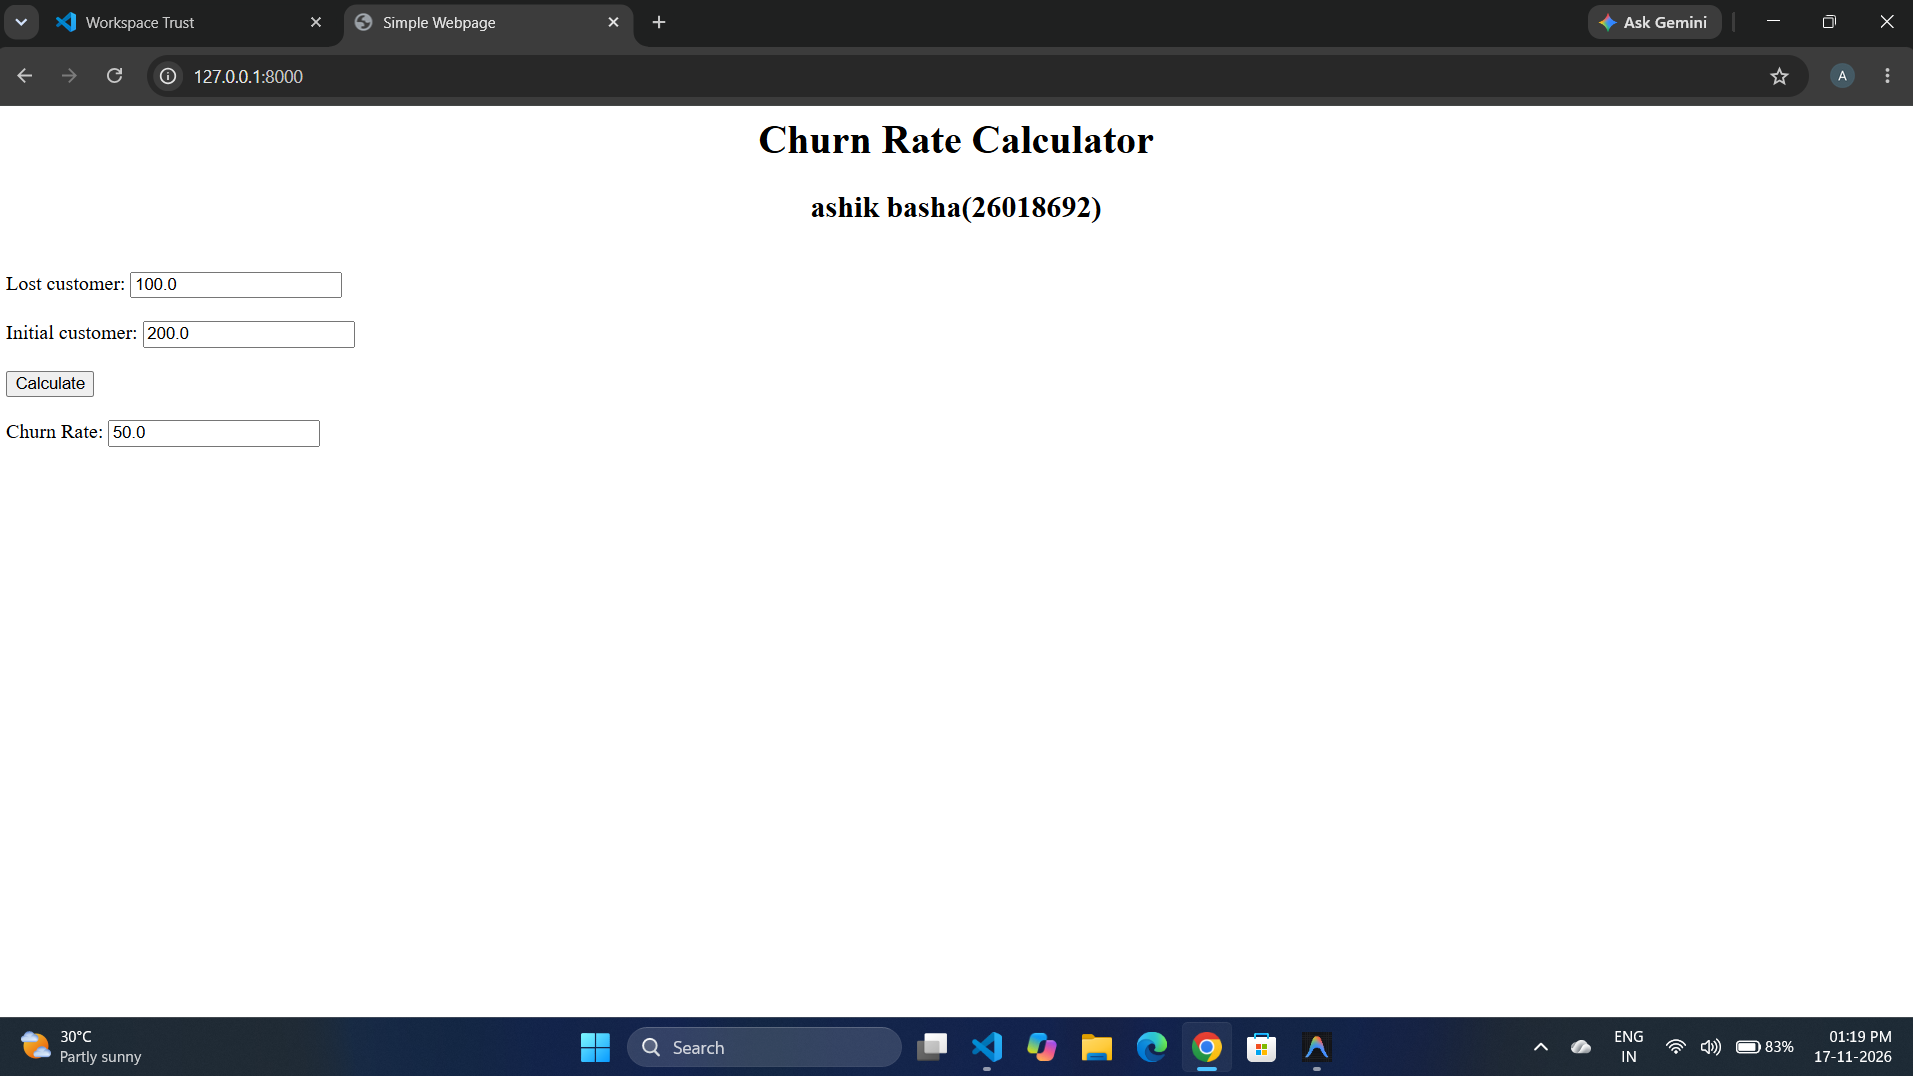 Workspace Trust
Simple Webpage
Ask Gemini
127.0.0.1:8000
A
Churn Rate Calculator
ashik basha(26018692)
Lost customer: 100.0
Initial customer: 200.0
Calculate
Churn Rate: 50.0
30°C
Partly sunny
Search
ENG
IN
83%
01:19 PM
17-11-2026